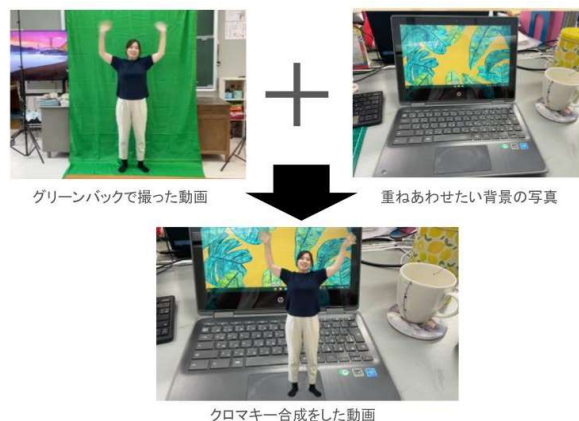 グリーンバックで撮った動画
重ねあわせたい背景の写真
クロマキー合成をした動画